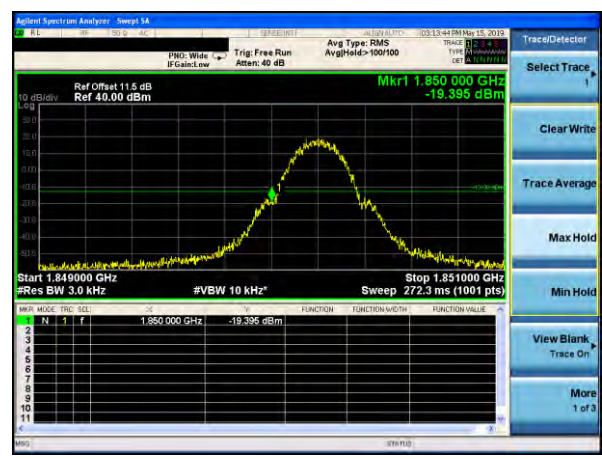 Agilent Spectrum Analyzer - Swept SA
RL RF 50 Ω AC SENSE:INT ALIGN AUTO 03:13:44 PM May 15, 2019
PNO: Wide Trig: Free Run Avg Type: RMS TRACE 1 2 3 4 5 6
IFGain:Low Atten: 40 dB Avg|Hold>100/100 TYPE
DET A N N N N N
Ref Offset 11.5 dB Mkr1 1.850 000 GHz
10 dB/div Ref 40.00 dBm -19.395 dBm
Log
30.0
20.0
10.0
0.00
-10.0
1
-13.00 dBm
-20.0
-30.0
-40.0
-50.0
Start 1.849000 GHz Stop 1.851000 GHz
#Res BW 3.0 kHz #VBW 10 kHz* Sweep 272.3 ms (1001 pts)
MKR MODE TRC SCL X Y FUNCTION FUNCTION WIDTH FUNCTION VALUE
1 N 1 f 1.850 000 GHz -19.395 dBm
2
3
4
5
6
7
8
9
10
11
MSG STATUS
Trace/Detector
Select Trace
1
Clear Write
Trace Average
Max Hold
Min Hold
View Blank
Trace On
More
1 of 3